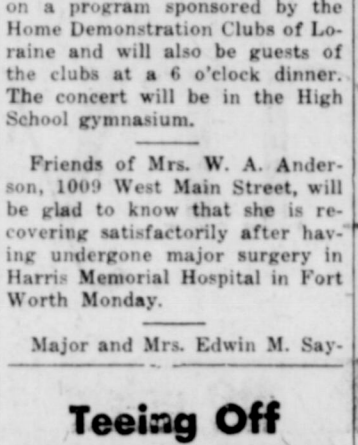 on a program sponsored by the
Home Demonstration Clubs of Lo-
raine and will also be guests of
the clubs at a 6 o'clock dinner.
The concert will be in the High
School gymnasium.
Friends of Mrs. W. A. Ander-
son, 1009 West Main Street, will
be glad to know that she is re-
covering satisfactorily after hav-
ing undergone major surgery in
Harris Memorial Hospital in Fort
Worth Monday.
Major and Mrs. Edwin M. Say-
Teeing Off